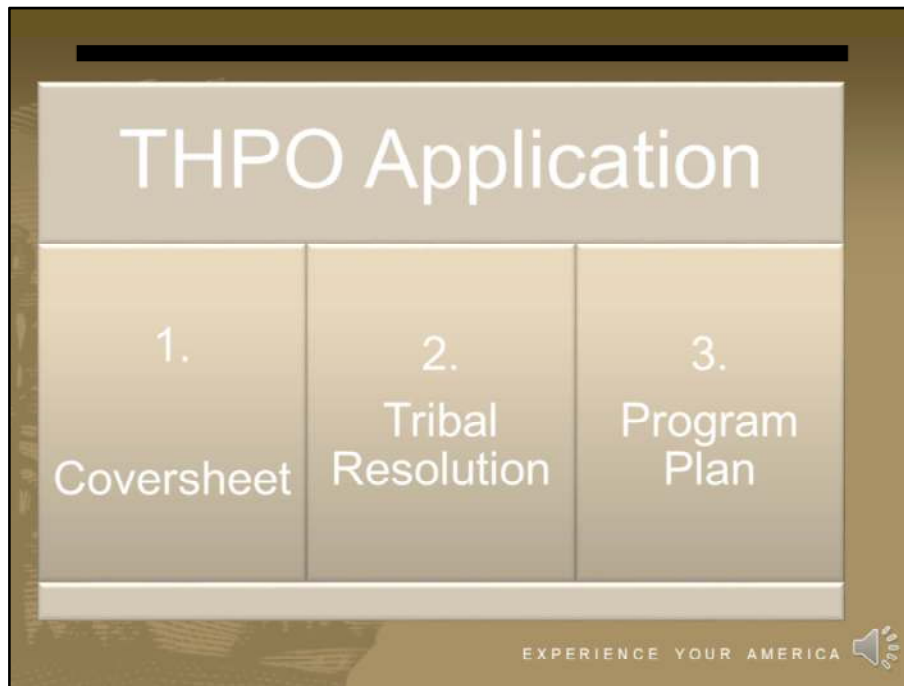 THPO Application
1.
Coversheet
2.
Tribal
Resolution
3.
Program
Plan
EXPERIENCE YOUR AMERICA